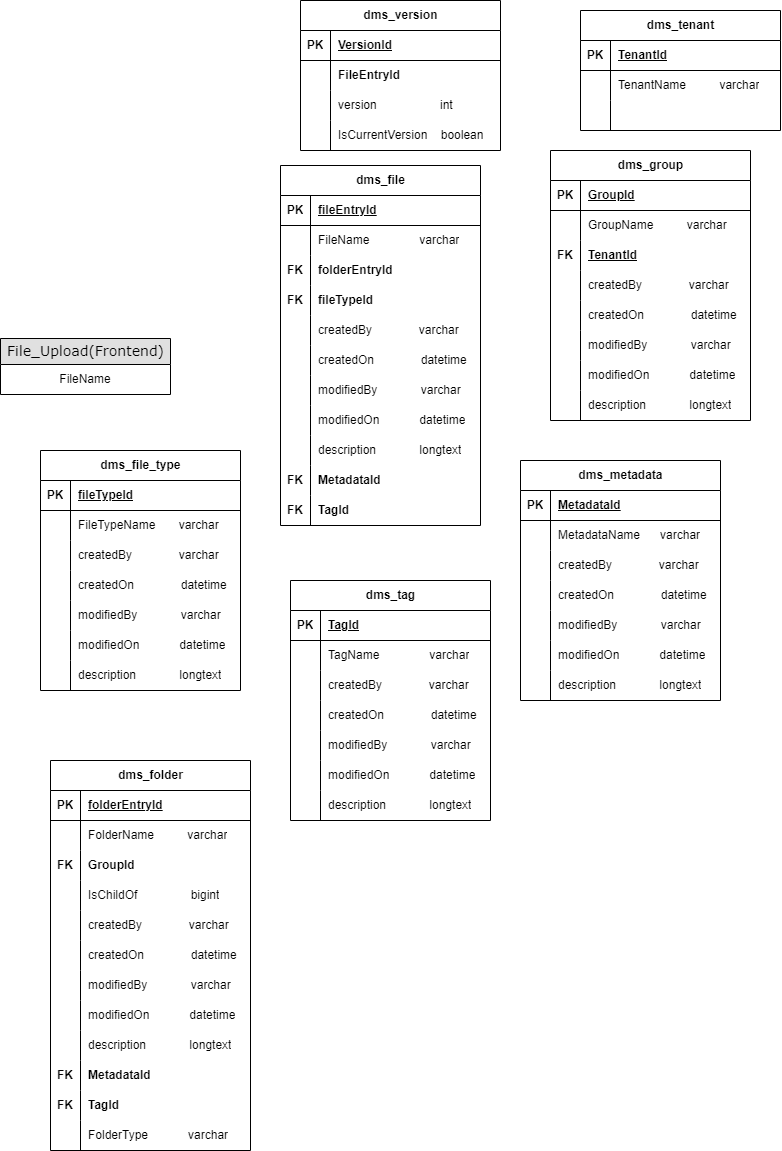 dms_version
PK VersionId
FileEntryId
version int
IsCurrentVersion boolean
dms_tenant
PK TenantId
TenantName varchar
dms_file
PK fileEntryId
FileName varchar
FK folderEntryId
FK fileTypeId
createdBy varchar
createdOn datetime
modifiedBy varchar
modifiedOn datetime
description longtext
FK MetadataId
FK TagId
dms_group
PK GroupId
GroupName varchar
FK TenantId
createdBy varchar
createdOn datetime
modifiedBy varchar
modifiedOn datetime
description longtext
File_Upload(Frontend)
FileName
dms_file_type
PK fileTypeId
FileTypeName varchar
createdBy varchar
createdOn datetime
modifiedBy varchar
modifiedOn datetime
description longtext
dms_metadata
PK MetadataId
MetadataName varchar
createdBy varchar
createdOn datetime
modifiedBy varchar
modifiedOn datetime
description longtext
dms_tag
PK TagId
TagName varchar
createdBy varchar
createdOn datetime
modifiedBy varchar
modifiedOn datetime
description longtext
dms_folder
PK folderEntryId
FolderName varchar
FK GroupId
IsChildOf bigint
createdBy varchar
createdOn datetime
modifiedBy varchar
modifiedOn datetime
description longtext
FK MetadataId
FK TagId
FolderType varchar